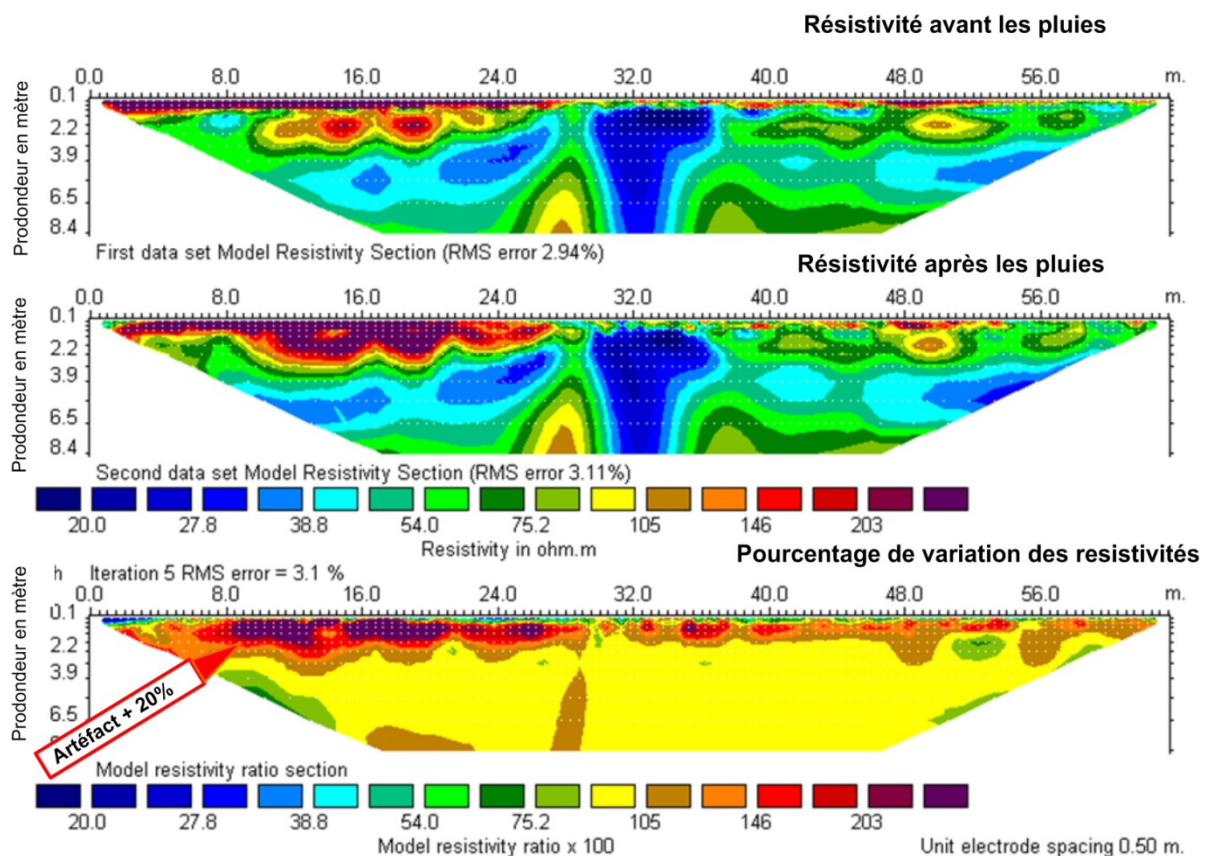 Résistivité avant les pluies
0.0 8.0 16.0 24.0 32.0 40.0 48.0 56.0 m.
Prodondeur en mètre
0.1
2.2
3.9
6.5
8.4
First data set Model Resistivity Section (RMS error 2.94%)
Résistivité après les pluies
0.0 8.0 16.0 24.0 32.0 40.0 48.0 56.0 m.
Prodondeur en mètre
0.1
2.2
3.9
6.5
8.4
Second data set Model Resistivity Section (RMS error 3.11%)
20.0 27.8 38.8 54.0 75.2 105 146 203
Resistivity in ohm.m
Pourcentage de variation des resistivités
h Iteration 5 RMS error = 3.1 %
0.0 8.0 16.0 24.0 32.0 40.0 48.0 56.0 m.
Prodondeur en mètre
0.1
2.2
3.9
6.5
Artéfact + 20%
Model resistivity ratio section
20.0 27.8 38.8 54.0 75.2 105 146 203
Model resistivity ratio x 100
Unit electrode spacing 0.50 m.